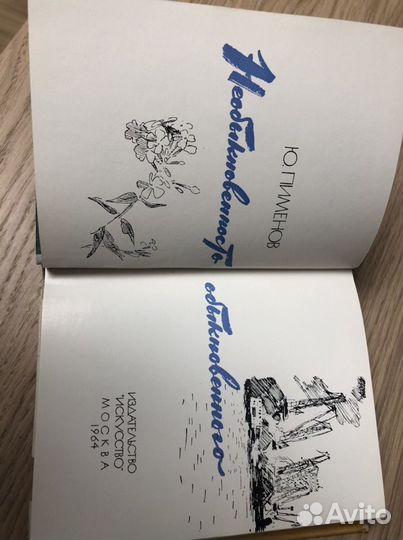 Ю. ПИМЕНОВ
Необыкновенность
обыкновенного
ИЗДАТЕЛЬСТВО
"ИСКУССТВО"
МОСКВА
1964
Avito